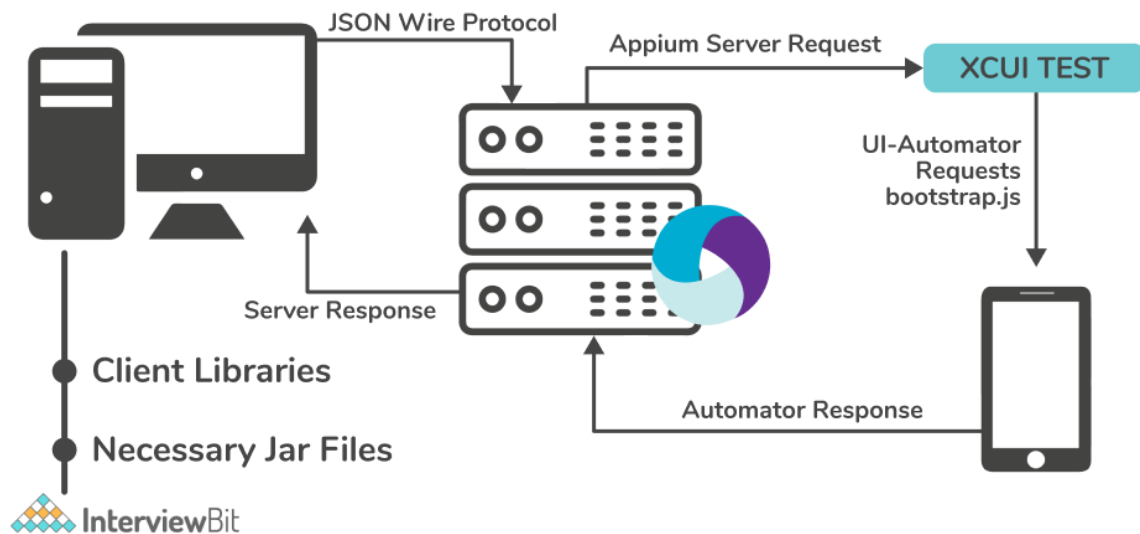 JSON Wire Protocol
Appium Server Request
XCUI TEST
UI-Automator
Requests
bootstrap.js
Server Response
Client Libraries
Automator Response
Necessary Jar Files
InterviewBit